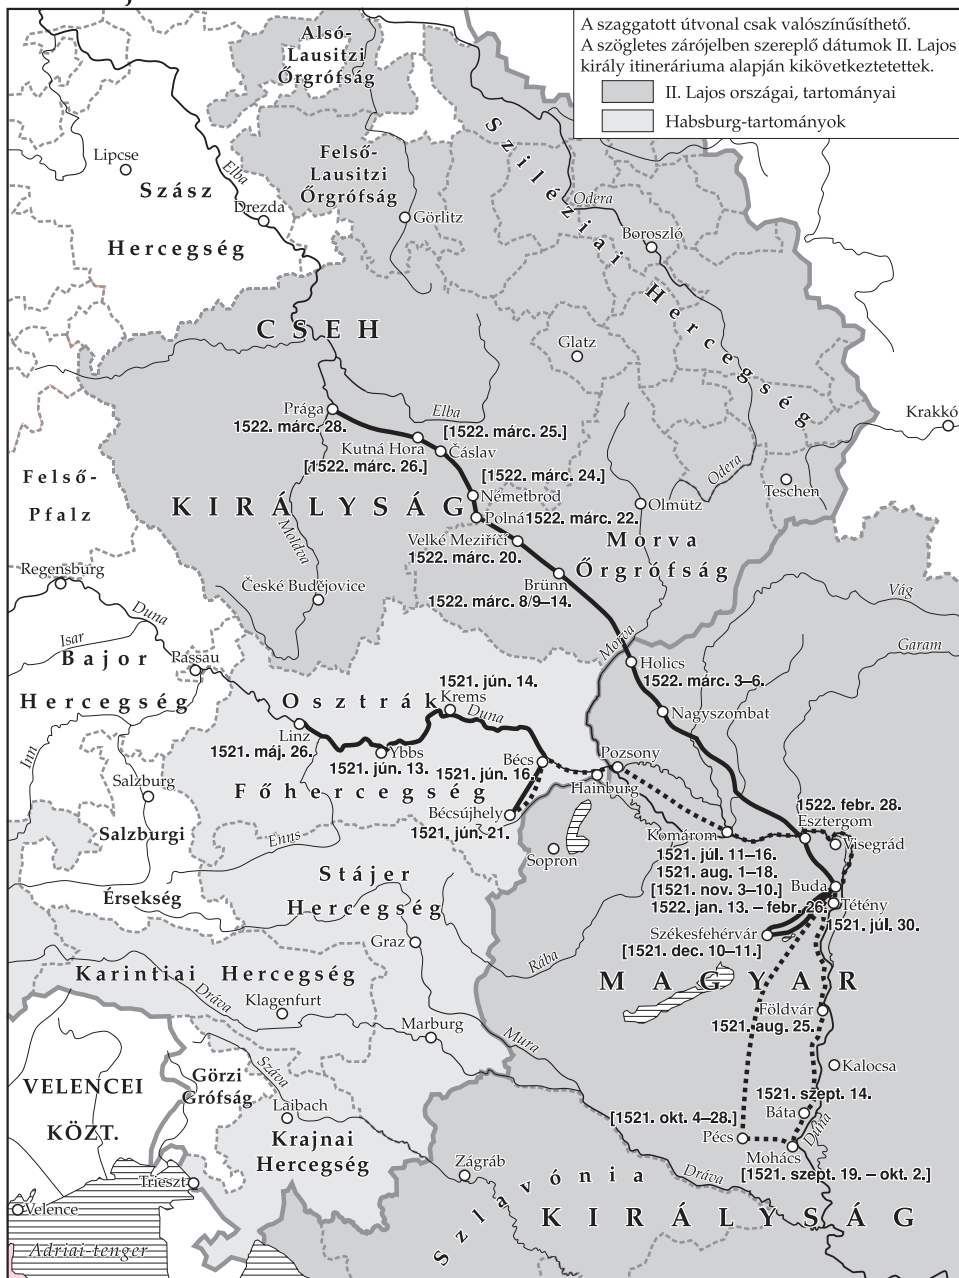 A szaggatott útvonal csak valószínűsíthető.
A szögletes zárójelben szereplő dátumok II. Lajos
király itineráriuma alapján kikövetkeztetettek.
II. Lajos országai, tartományai
Habsburg-tartományok
Alsó-
Lausitzi
Őrgrófság
Felső-
Lausitzi
Őrgrófság
Sziléziai Hercegség
Lipcse
Elba
Szász
Hercegség
Drezda
Görlitz
Odera
Boroszló
CSEH
Glatz
Prága
1522. márc. 28.
Elba
[1522. márc. 25.]
Kutná Hora
Čáslav
[1522. márc. 26.]
Krakkó
[1522. márc. 24.]
Németbrod
Odera
Teschen
Felső-
Pfalz
KIRÁLYSÁG
Polná
1522. márc. 22.
Olmütz
Moldva
Velké Meziříčí
1522. márc. 20.
Morva
Őrgrófság
Regensburg
České Budějovice
Brünn
1522. márc. 8/9–14.
Vág
Duna
Isar
Bajor
Hercegség
Passau
Morva
Garam
Holics
1522. márc. 3–6.
Osztrák
Főhercegség
1521. jún. 14.
Krems
Duna
Nagyszombat
Linz
1521. máj. 26.
Ybbs
1521. jún. 13.
Bécs
1521. jún. 16.
Pozsony
Hainburg
Inn
Salzburg
Bécsújhely
1521. jún. 21.
1522. febr. 28.
Esztergom
Salzburgi
Érsekség
Enns
Sopron
Komárom
Visegrád
1521. júl. 11–16.
1521. aug. 1–18.
[1521. nov. 3–10.]
1522. jan. 13. – febr. 26.
Buda
Tétény
1521. júl. 30.
Stájer
Hercegség
Székesfehérvár
[1521. dec. 10–11.]
Graz
Rába
Karintiai Hercegség
MAGYAR
Dráva
Klagenfurt
Földvár
1521. aug. 25.
Marburg
Mura
Kalocsa
VELENCEI
KÖZT.
Görzi
Grófság
Száva
Laibach
1521. szept. 14.
Báta
[1521. okt. 4–28.]
Pécs
Duna
Mohács
[1521. szept. 19. – okt. 2.]
Krajnai
Hercegség
Zágráb
Dráva
Trieszt
Velence
Szlavónia
KIRÁLYSÁG
Adriai-tenger